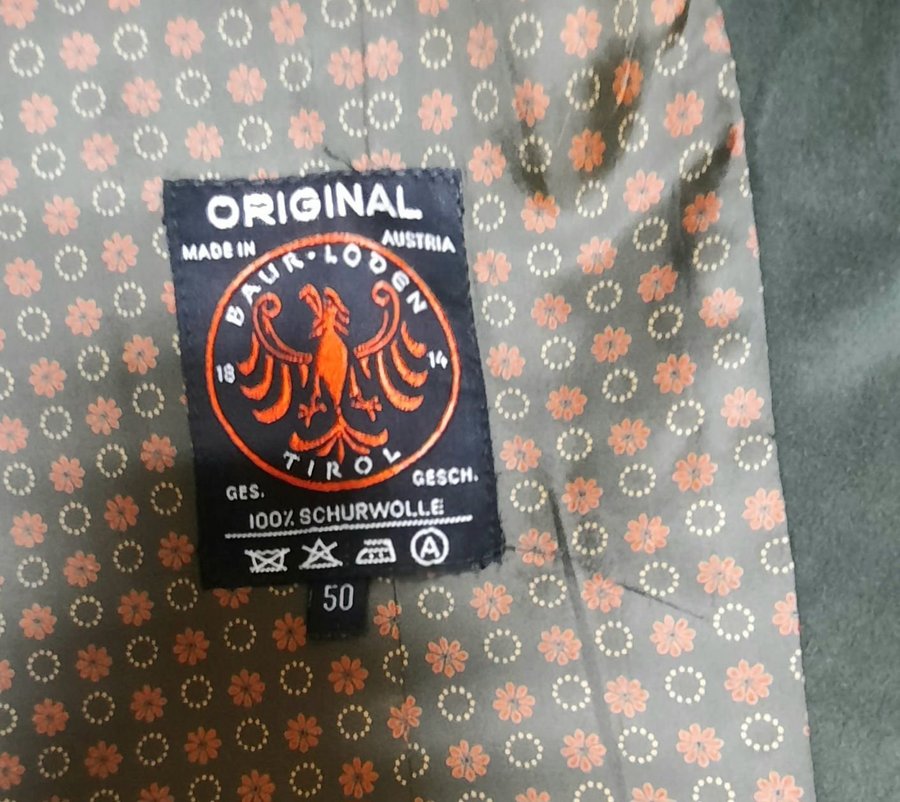 ORIGINAL
MADE IN AUSTRIA
BAUR·LODEN
18 14
TIROL
GES. GESCH.
100% SCHURWOLLE
A
50